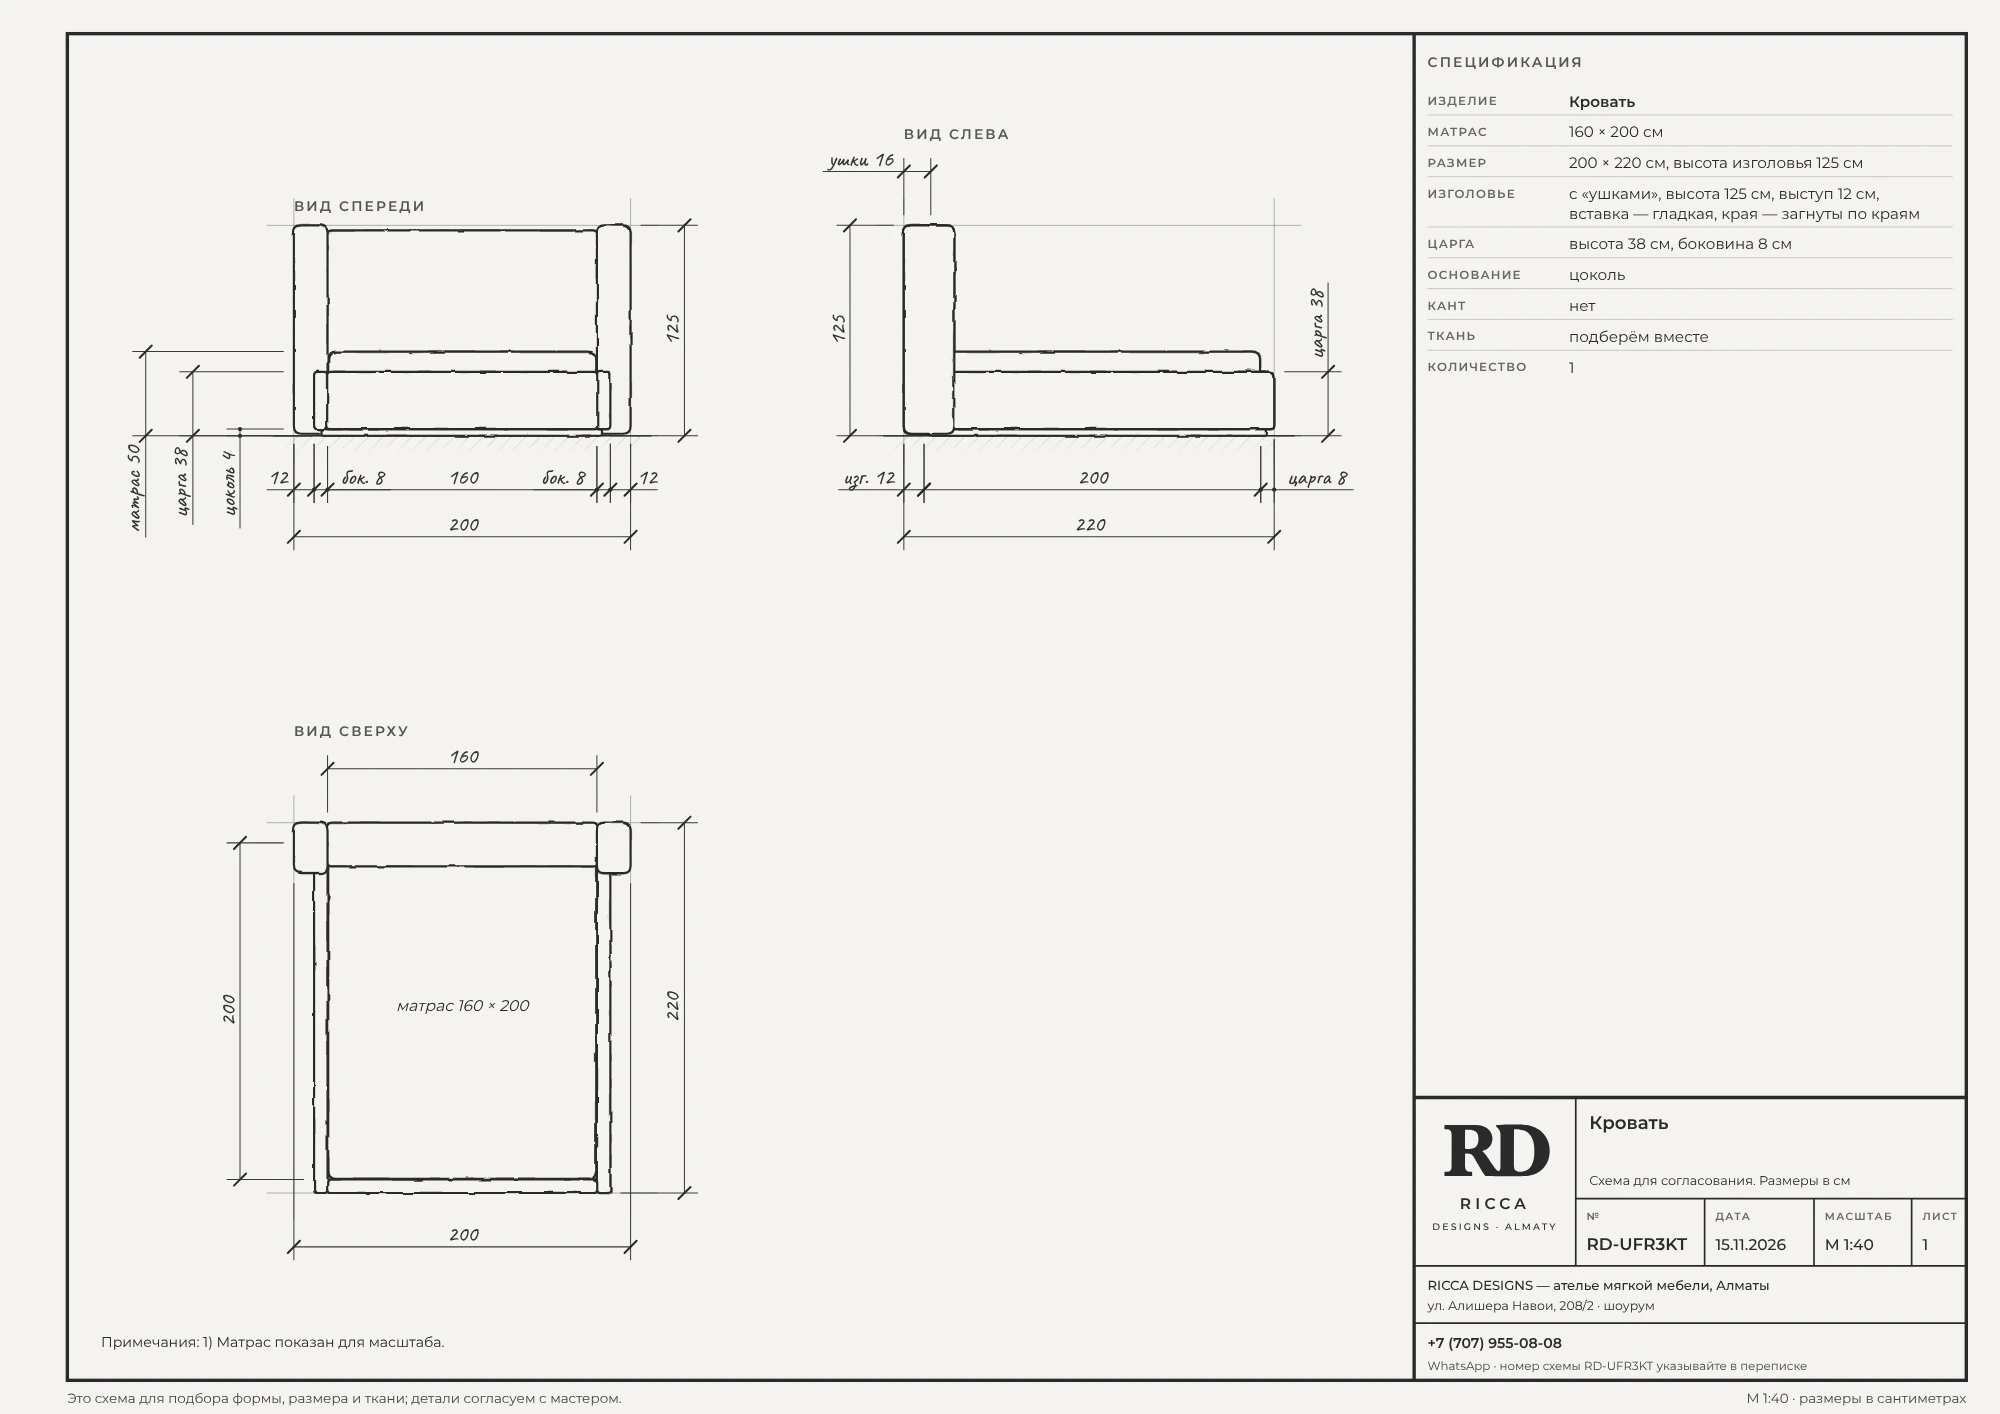 ВИД СПЕРЕДИ
125
матрас 50
царга 38
цоколь 4
12
бок. 8
160
бок. 8
12
200
ВИД СЛЕВА
ушки 16
125
царга 38
изг. 12
200
царга 8
220
ВИД СВЕРХУ
160
200
матрас 160 × 200
220
200
Примечания: 1) Матрас показан для масштаба.
СПЕЦИФИКАЦИЯ
ИЗДЕЛИЕ Кровать
МАТРАС 160 × 200 см
РАЗМЕР 200 × 220 см, высота изголовья 125 см
ИЗГОЛОВЬЕ с «ушками», высота 125 см, выступ 12 см,
вставка — гладкая, края — загнуты по краям
ЦАРГА высота 38 см, боковина 8 см
ОСНОВАНИЕ цоколь
КАНТ нет
ТКАНЬ подберём вместе
КОЛИЧЕСТВО 1
RD
RICCA
DESIGNS · ALMATY
Кровать
Схема для согласования. Размеры в см
№ ДАТА МАСШТАБ ЛИСТ
RD-UFR3KT 15.11.2026 М 1:40 1
RICCA DESIGNS — ателье мягкой мебели, Алматы
ул. Алишера Навои, 208/2 · шоурум
+7 (707) 955-08-08
WhatsApp · номер схемы RD-UFR3KT указывайте в переписке
Это схема для подбора формы, размера и ткани; детали согласуем с мастером.
М 1:40 · размеры в сантиметрах